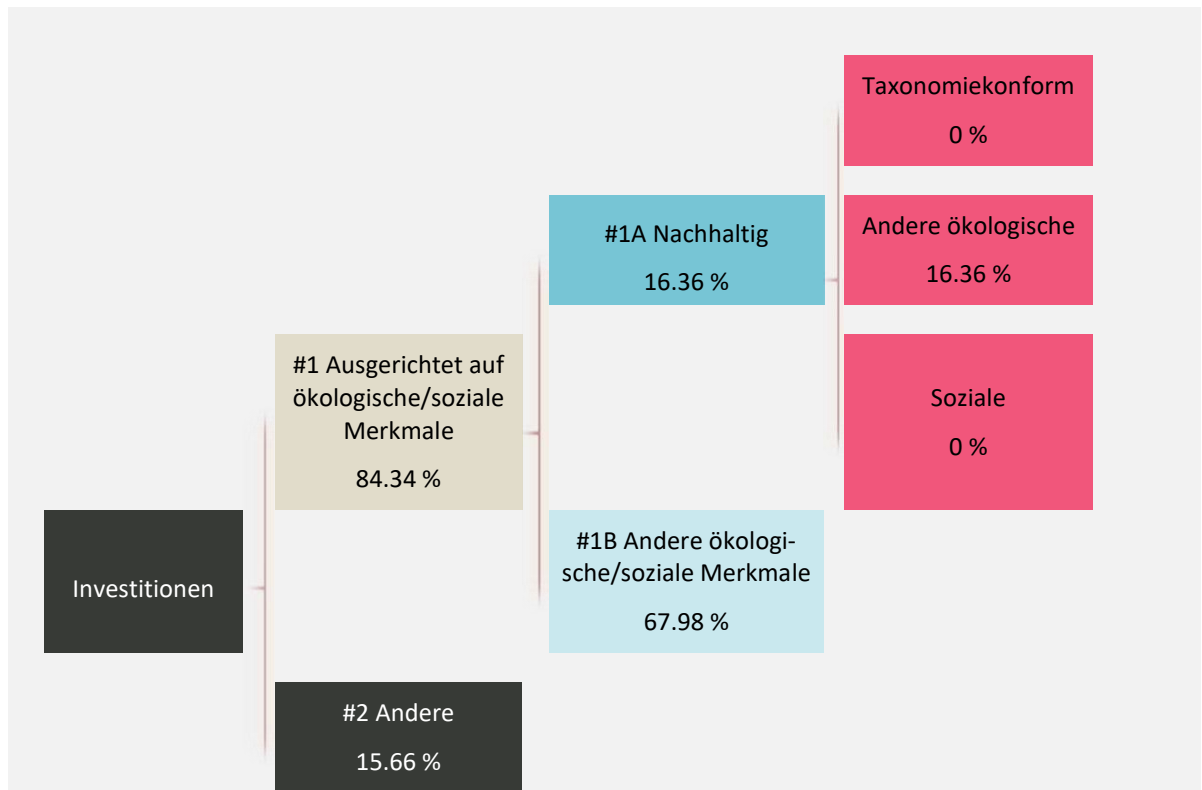 Taxonomiekonform
0 %
#1A Nachhaltig
16.36 %
Andere ökologische
16.36 %
#1 Ausgerichtet auf
ökologische/soziale
Merkmale
84.34 %
Soziale
0 %
Investitionen
#1B Andere ökologi-
sche/soziale Merkmale
67.98 %
#2 Andere
15.66 %